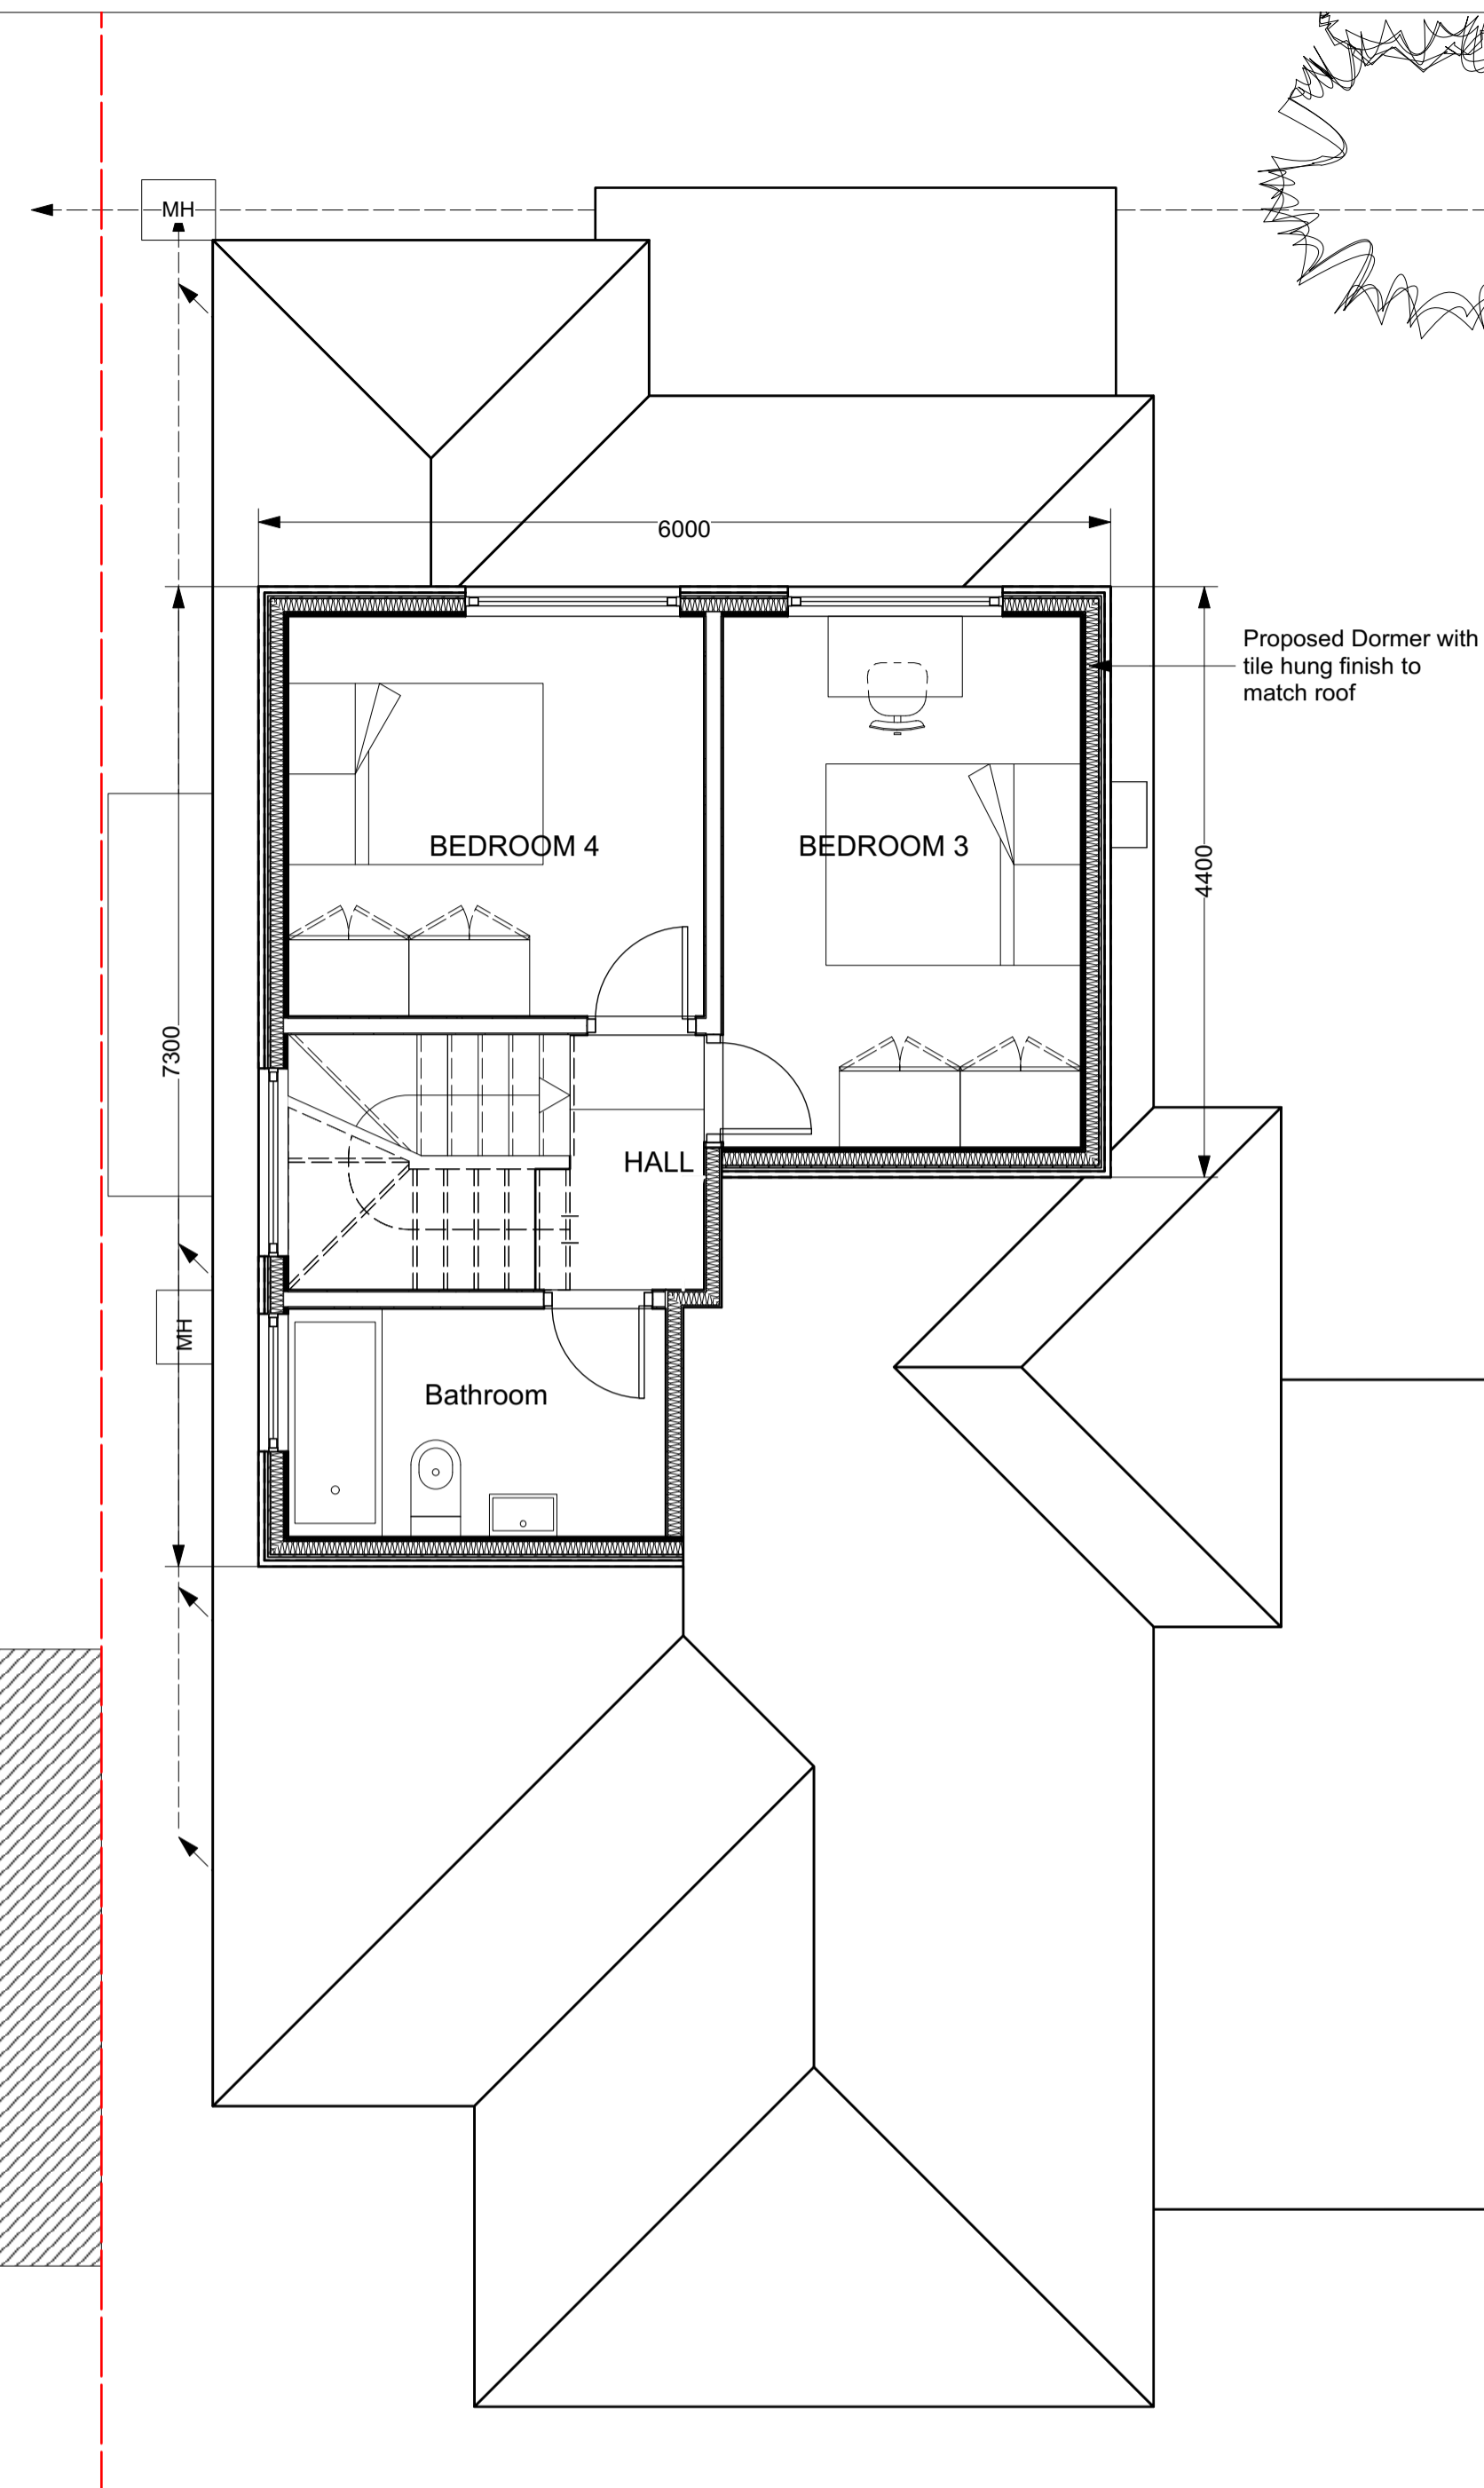 MH
6000
Proposed Dormer with
tile hung finish to
match roof
BEDROOM 4
BEDROOM 3
4400
7300
HALL
MH
Bathroom